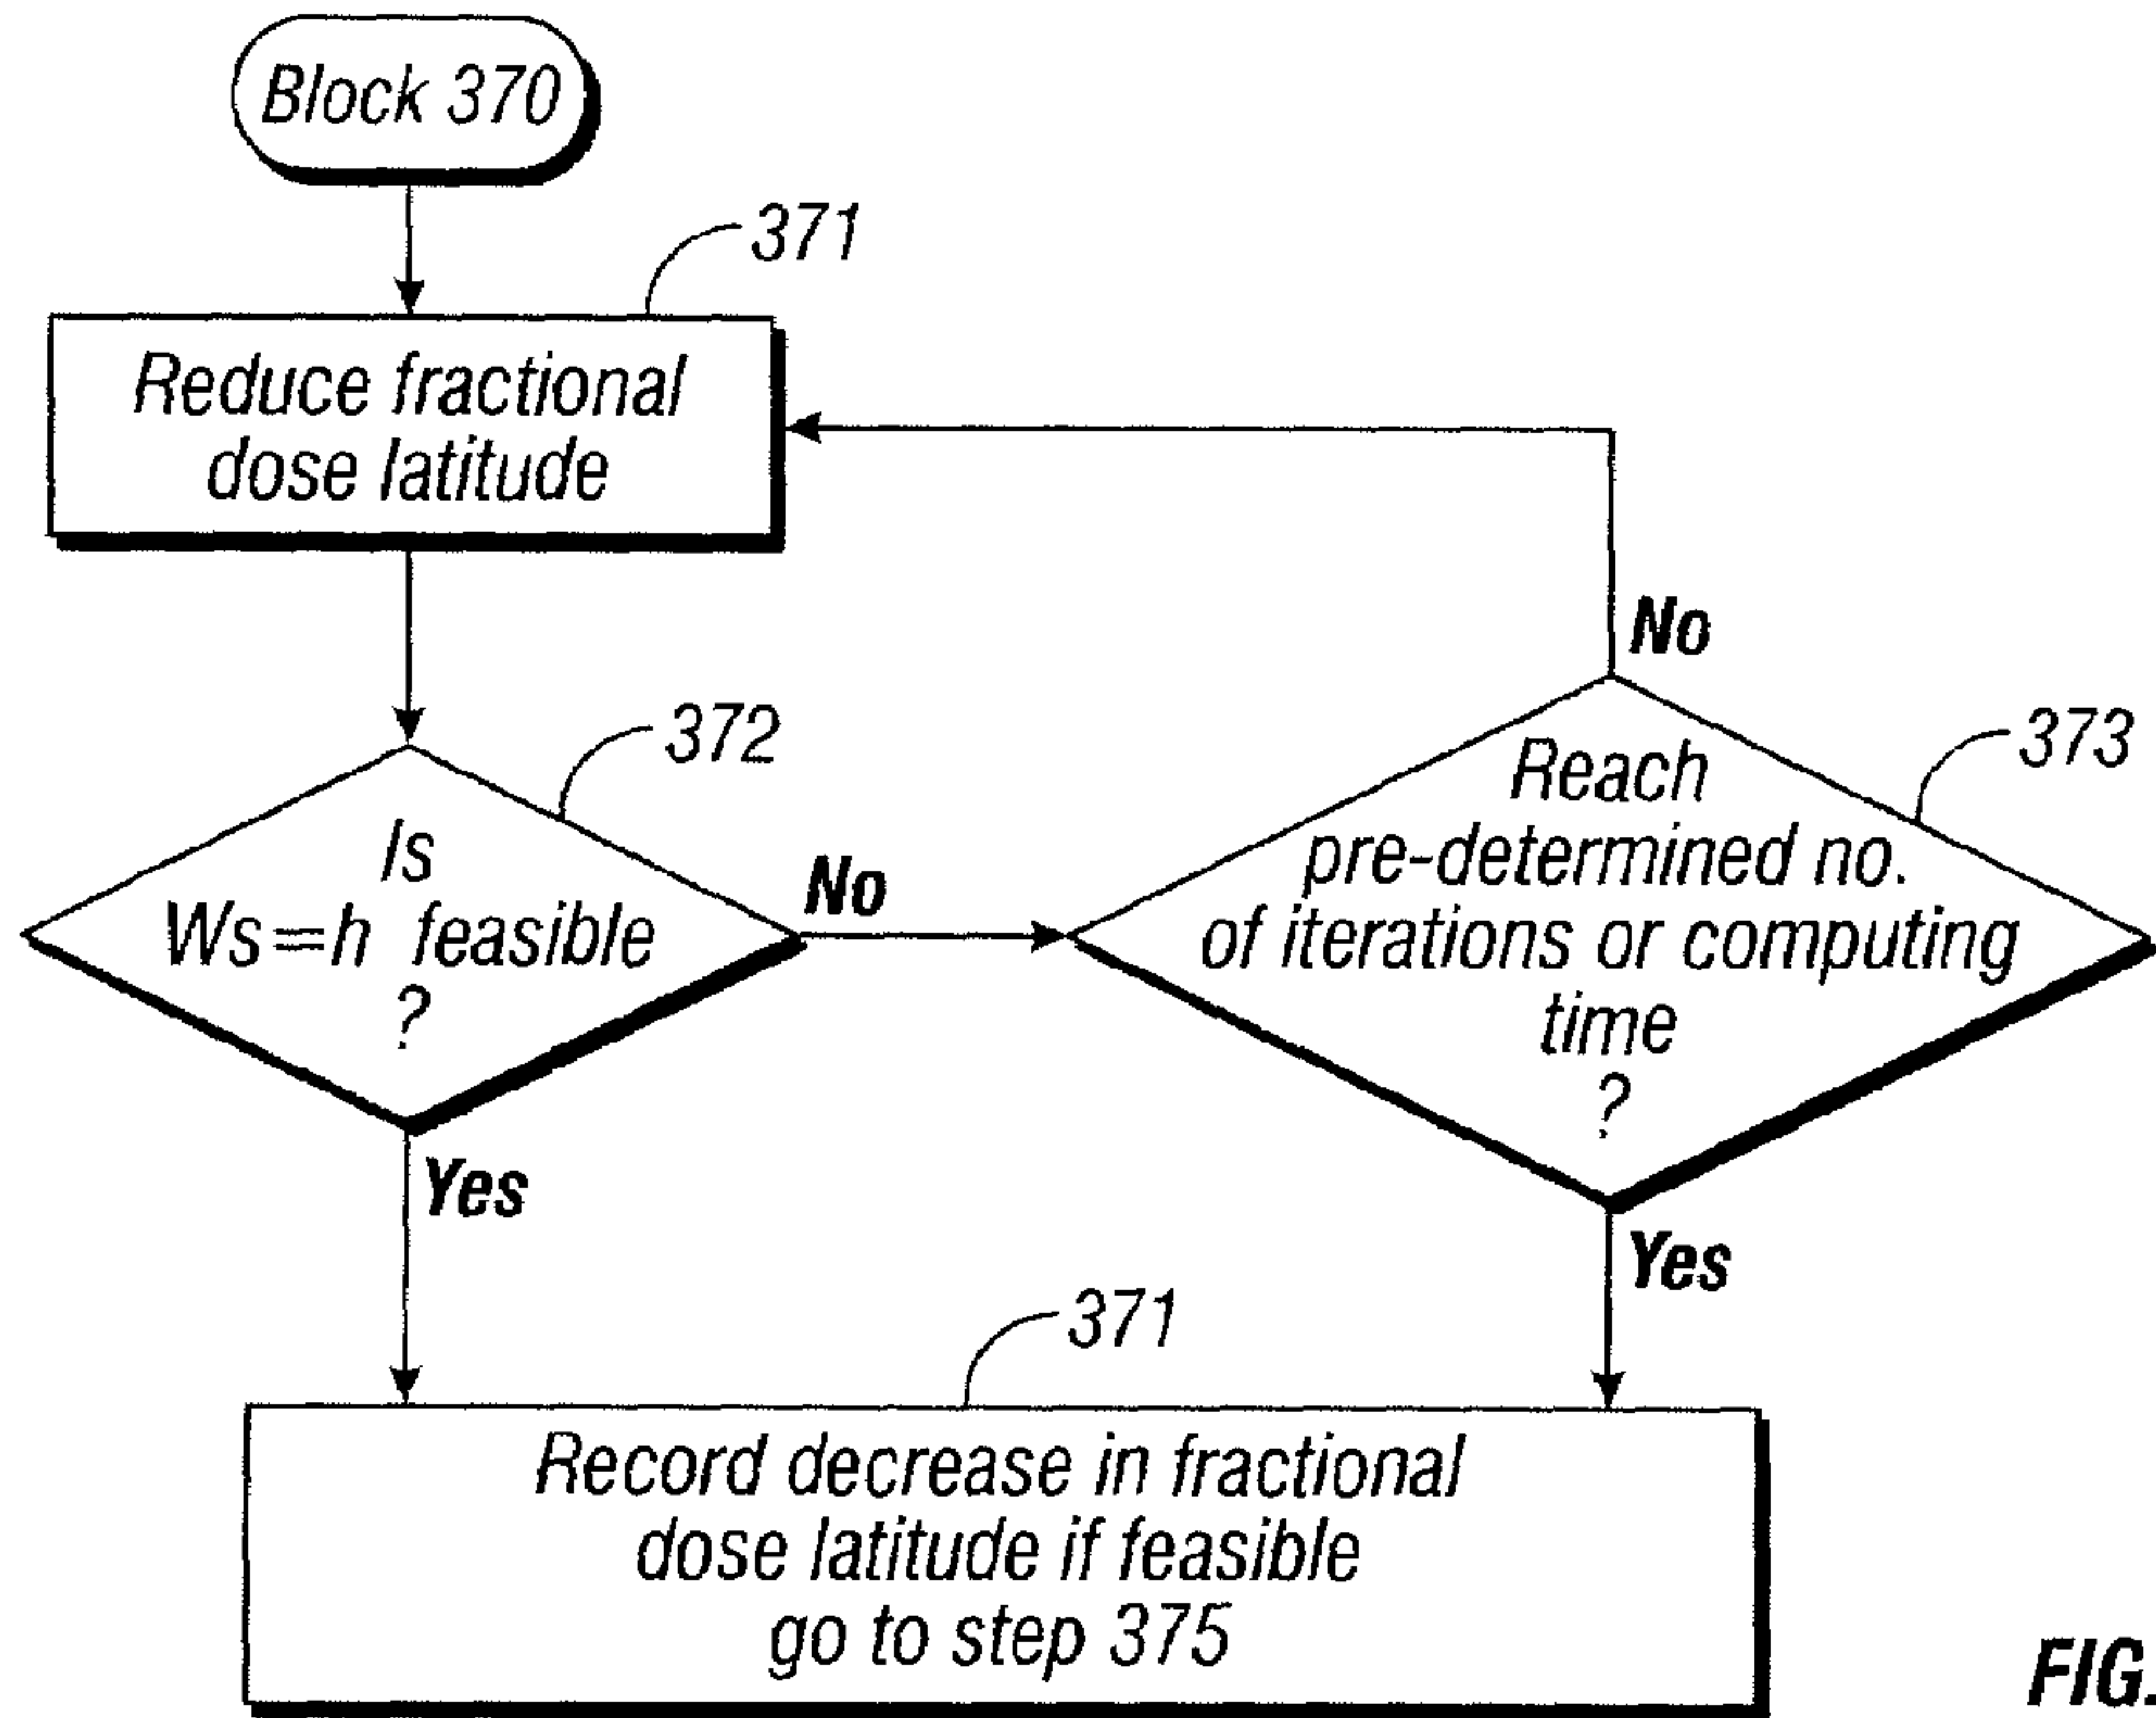 Block 370
371
Reduce fractional
dose latitude
372
Is
Ws=h feasible
?
No
Yes
373
Reach
pre-determined no.
of iterations or computing
time
?
No
Yes
371
Record decrease in fractional
dose latitude if feasible
go to step 375
FIG.